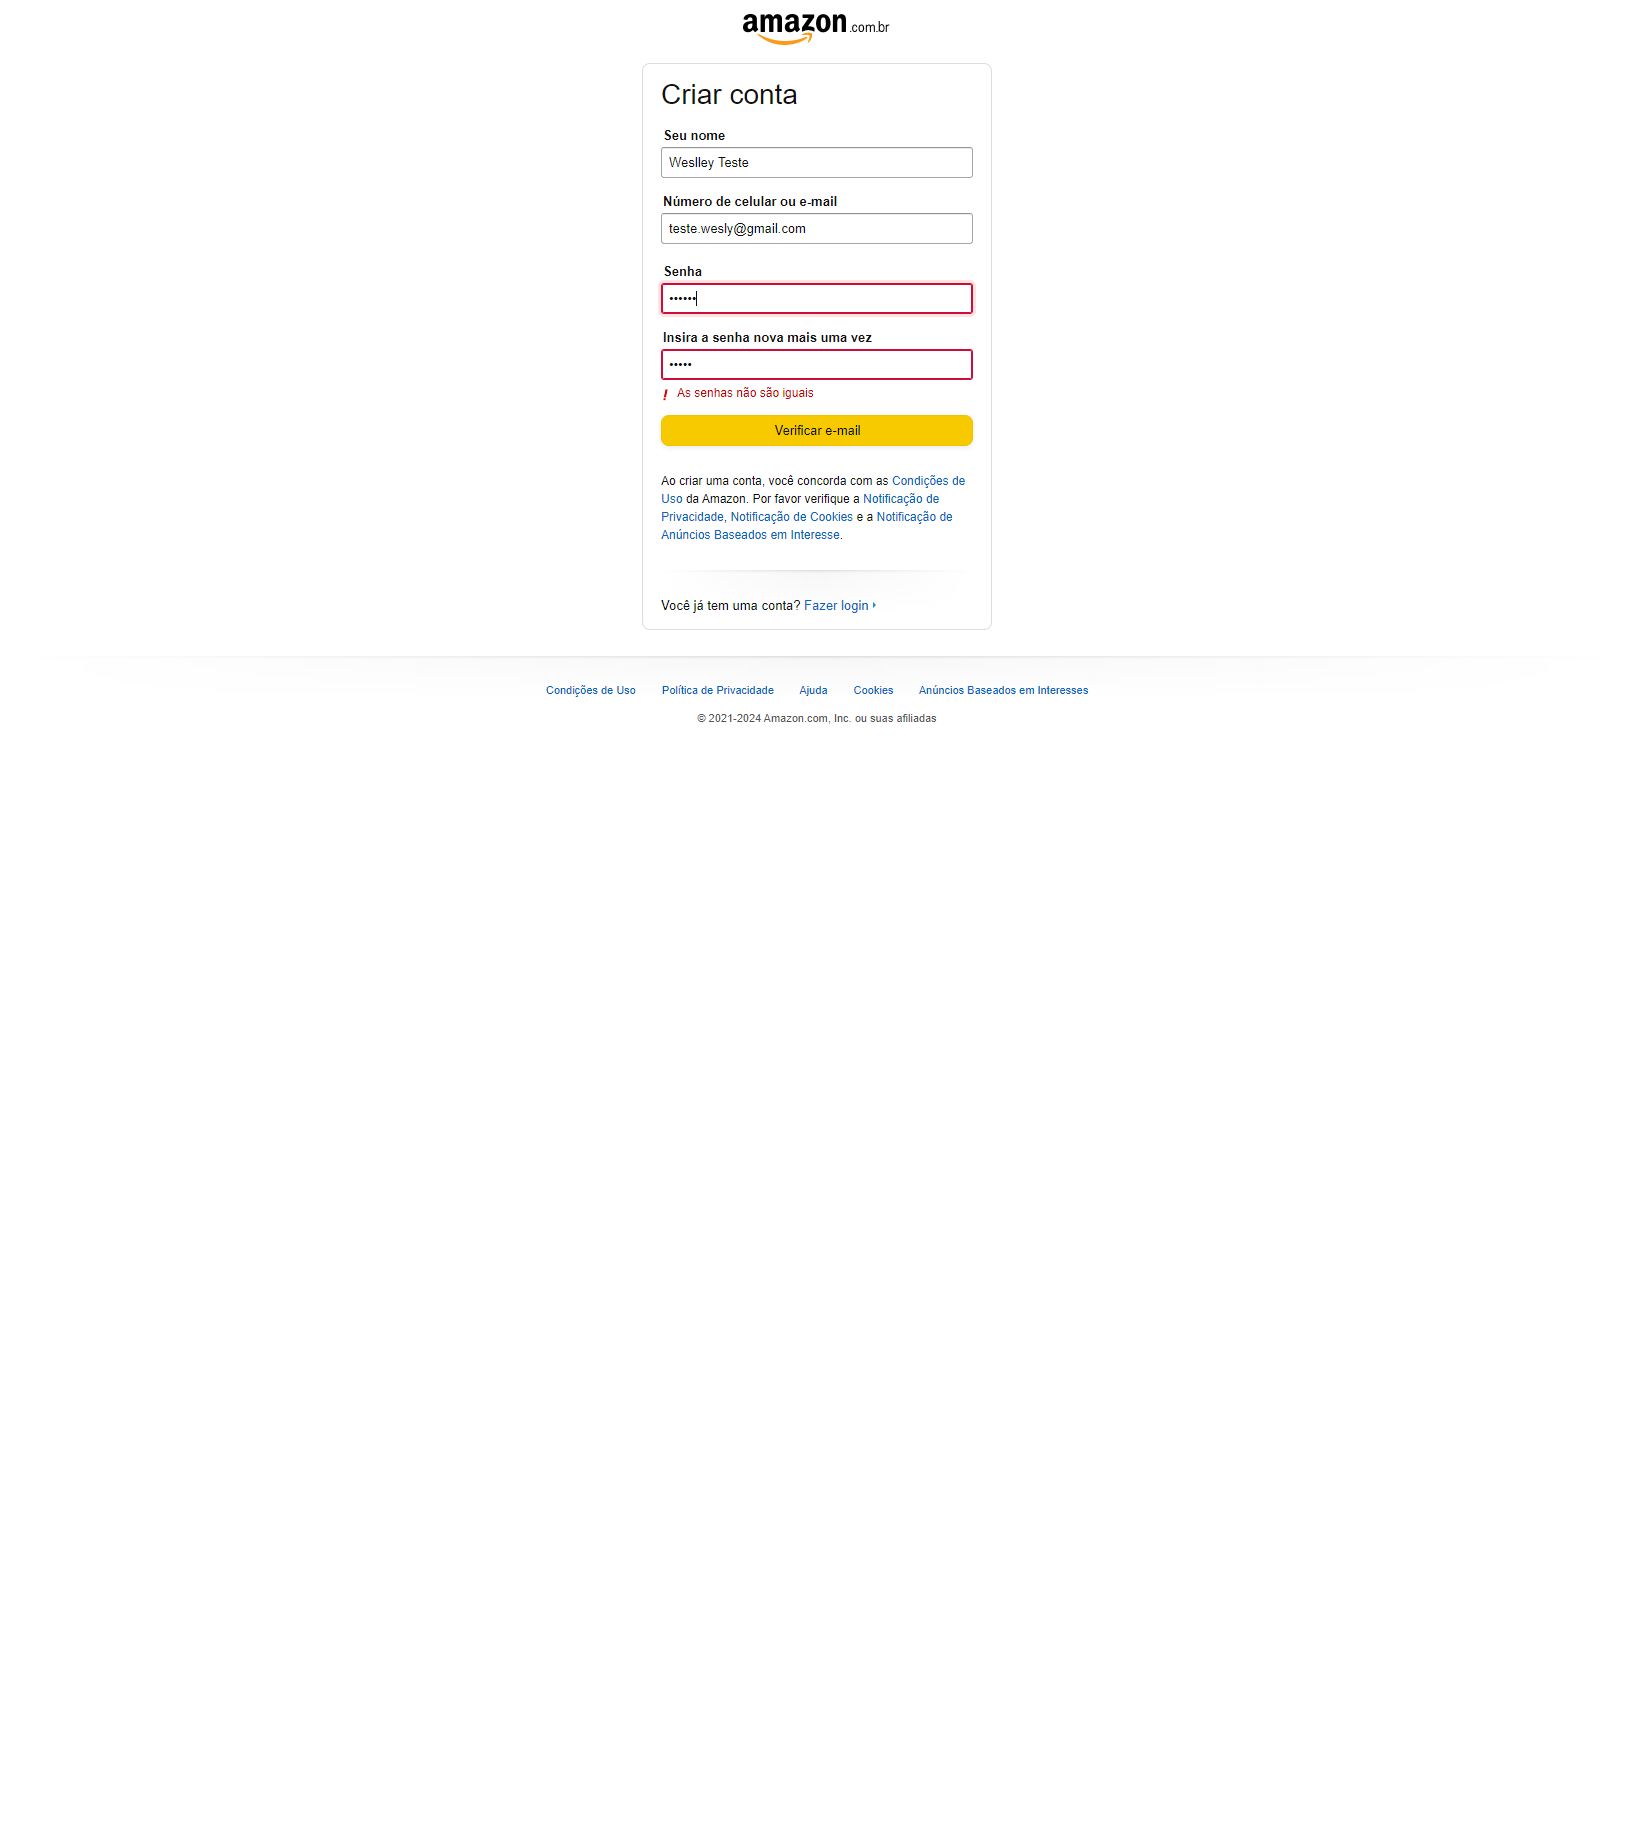 amazon.com.br
Criar conta
Seu nome
Weslley Teste
Número de celular ou e-mail
teste.wesly@gmail.com
Senha
••••••
Insira a senha nova mais uma vez
•••••
! As senhas não são iguais
Verificar e-mail
Ao criar uma conta, você concorda com as Condições de
Uso da Amazon. Por favor verifique a Notificação de
Privacidade, Notificação de Cookies e a Notificação de
Anúncios Baseados em Interesse.
Você já tem uma conta? Fazer login
Condições de Uso Política de Privacidade Ajuda Cookies Anúncios Baseados em Interesses
© 2021-2024 Amazon.com, Inc. ou suas afiliadas